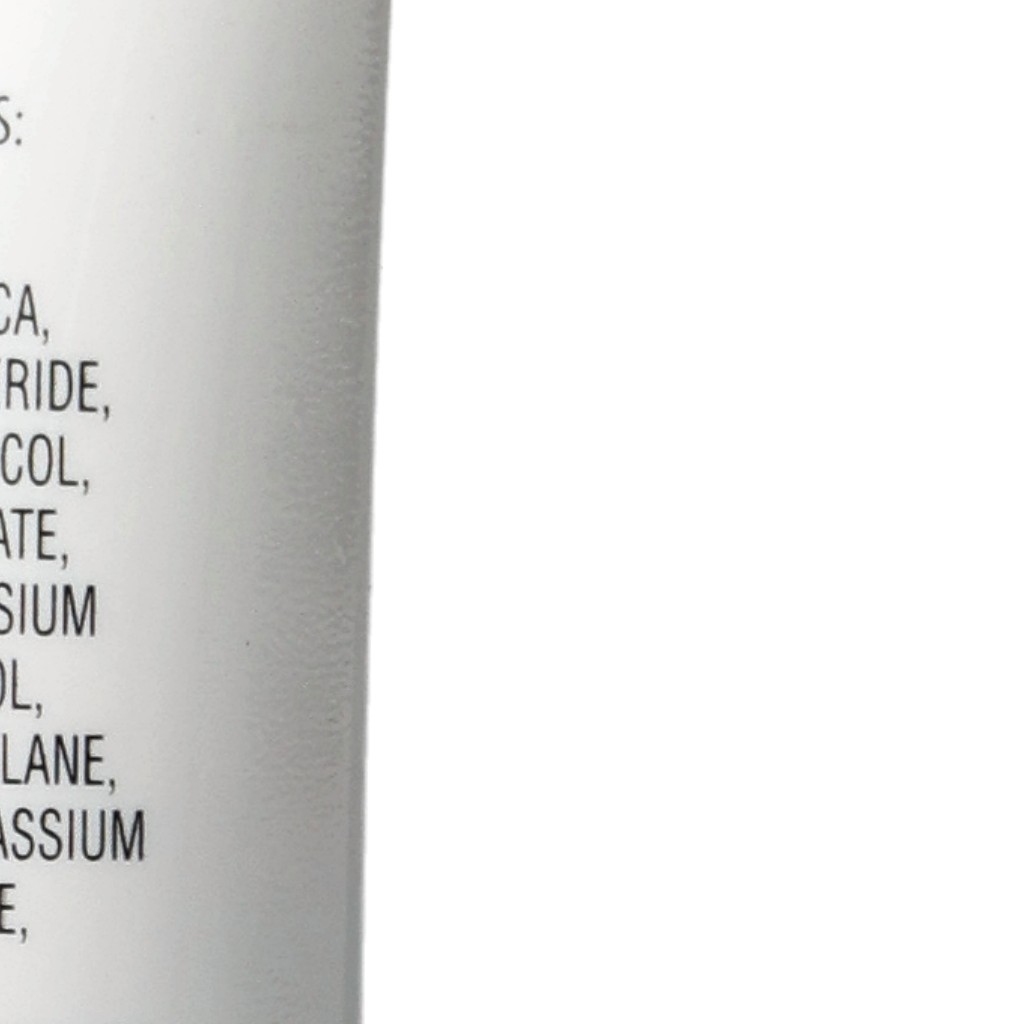 S:
CA,
RIDE,
COL,
ATE,
SIUM
OL,
LANE,
ASSIUM
E,